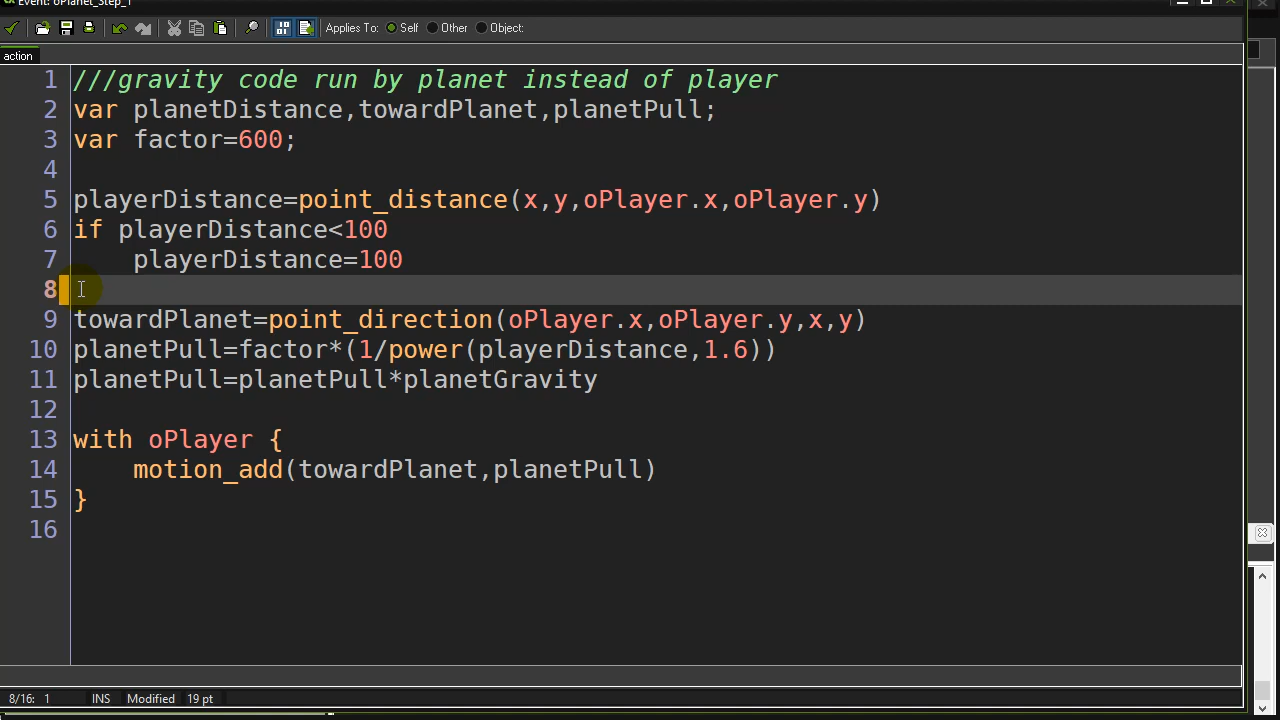 Event: oPlanet_Step_1
Applies To: Self Other Object:
action
1 ///gravity code run by planet instead of player
2 var planetDistance,towardPlanet,planetPull;
3 var factor=600;
4
5 playerDistance=point_distance(x,y,oPlayer.x,oPlayer.y)
6 if playerDistance<100
7     playerDistance=100
8
9 towardPlanet=point_direction(oPlayer.x,oPlayer.y,x,y)
10 planetPull=factor*(1/power(playerDistance,1.6))
11 planetPull=planetPull*planetGravity
12
13 with oPlayer {
14     motion_add(towardPlanet,planetPull)
15 }
16
8/16: 1 INS Modified 19 pt